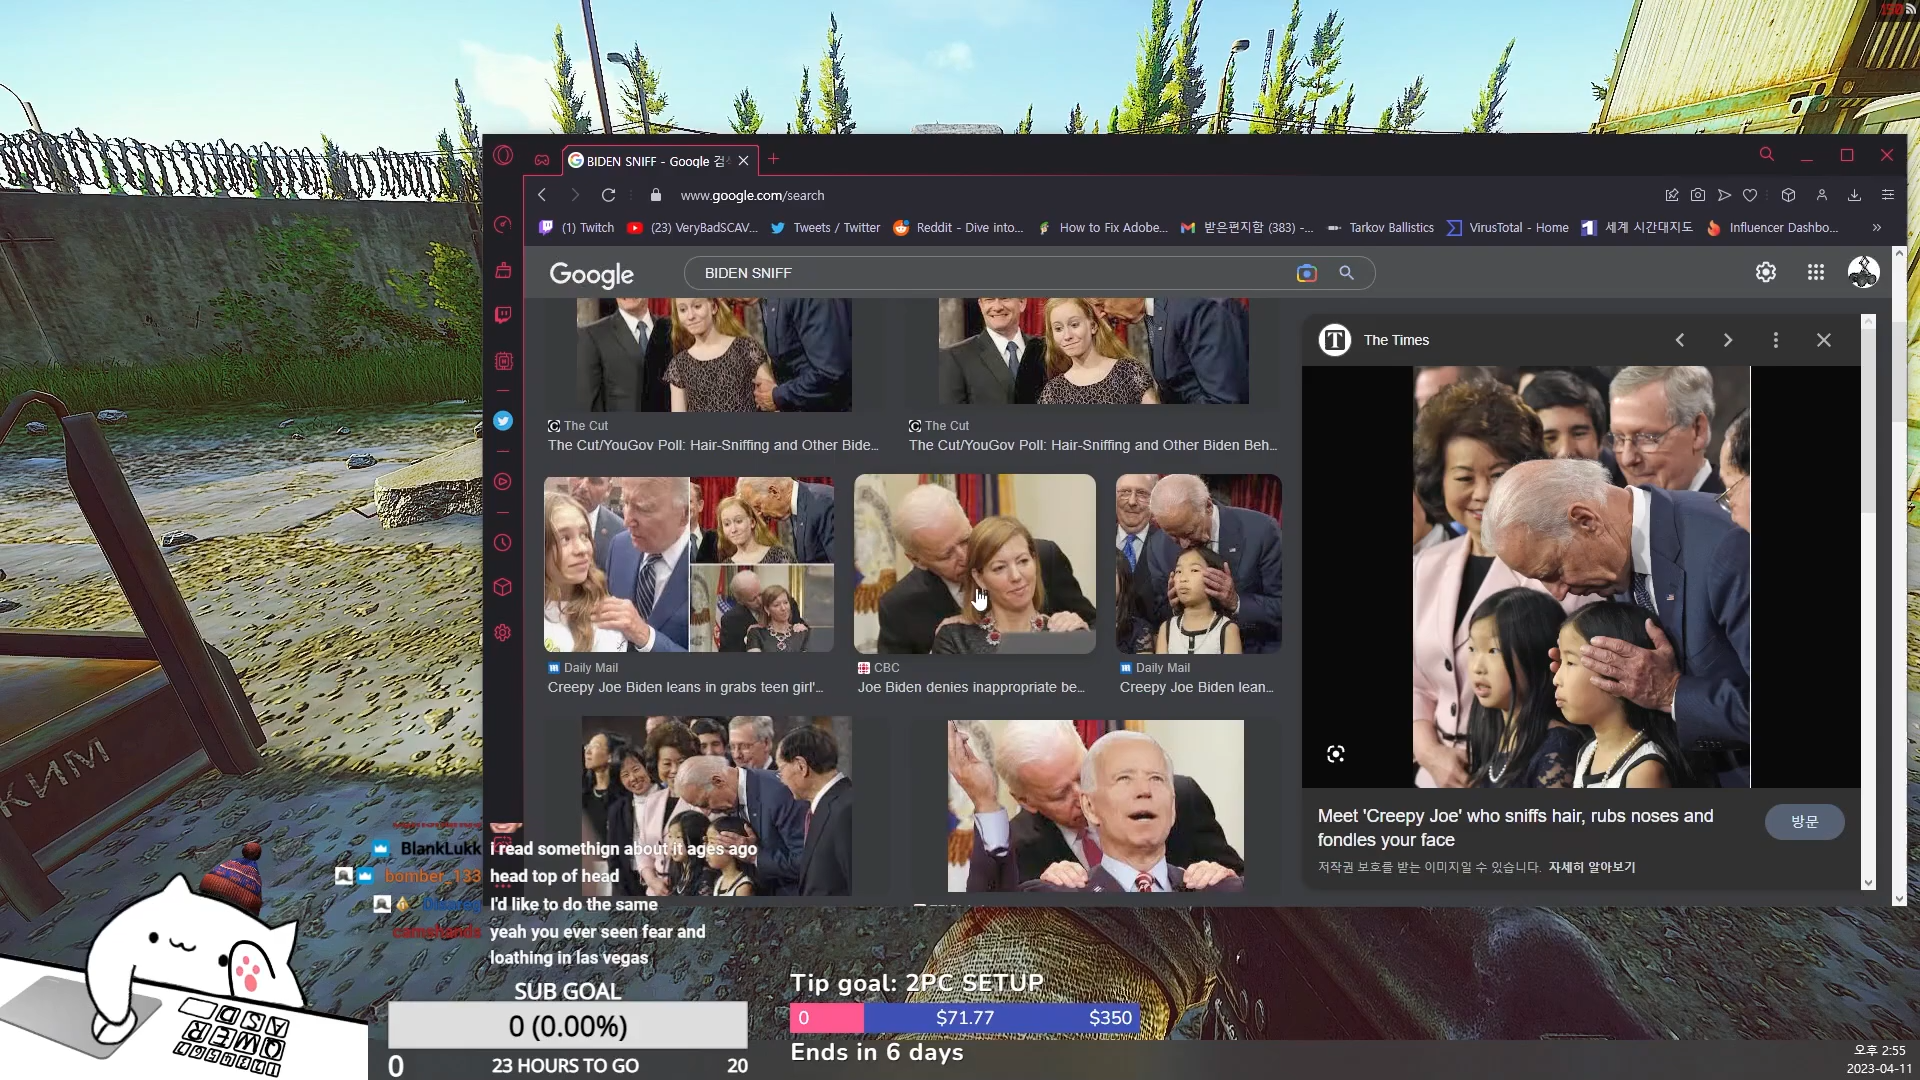 BIDEN SNIFF - Google 검
www.google.com/search
(1) Twitch
(23) VeryBadSCAV...
Tweets / Twitter
Reddit - Dive into...
How to Fix Adobe...
받은편지함 (383) -...
Tarkov Ballistics
VirusTotal - Home
세계 시간대지도
Influencer Dashbo...
Google
BIDEN SNIFF
The Times
The Cut
The Cut/YouGov Poll: Hair-Sniffing and Other Bide...
The Cut
The Cut/YouGov Poll: Hair-Sniffing and Other Biden Beh...
Daily Mail
Creepy Joe Biden leans in grabs teen girl'...
CBC
Joe Biden denies inappropriate be...
Daily Mail
Creepy Joe Biden lean...
Meet 'Creepy Joe' who sniffs hair, rubs noses and
fondles your face
방문
저작권 보호를 받는 이미지일 수 있습니다. 자세히 알아보기
КИМ
BlankLukk i read somethign about it ages ago
bomber_133 head top of head
I'd like to do the same
camshands yeah you ever seen fear and
loathing in las vegas
SUB GOAL
0 (0.00%)
0 23 HOURS TO GO 20
Tip goal: 2PC SETUP
0 $71.77 $350
Ends in 6 days
오후 2:55
2023-04-11